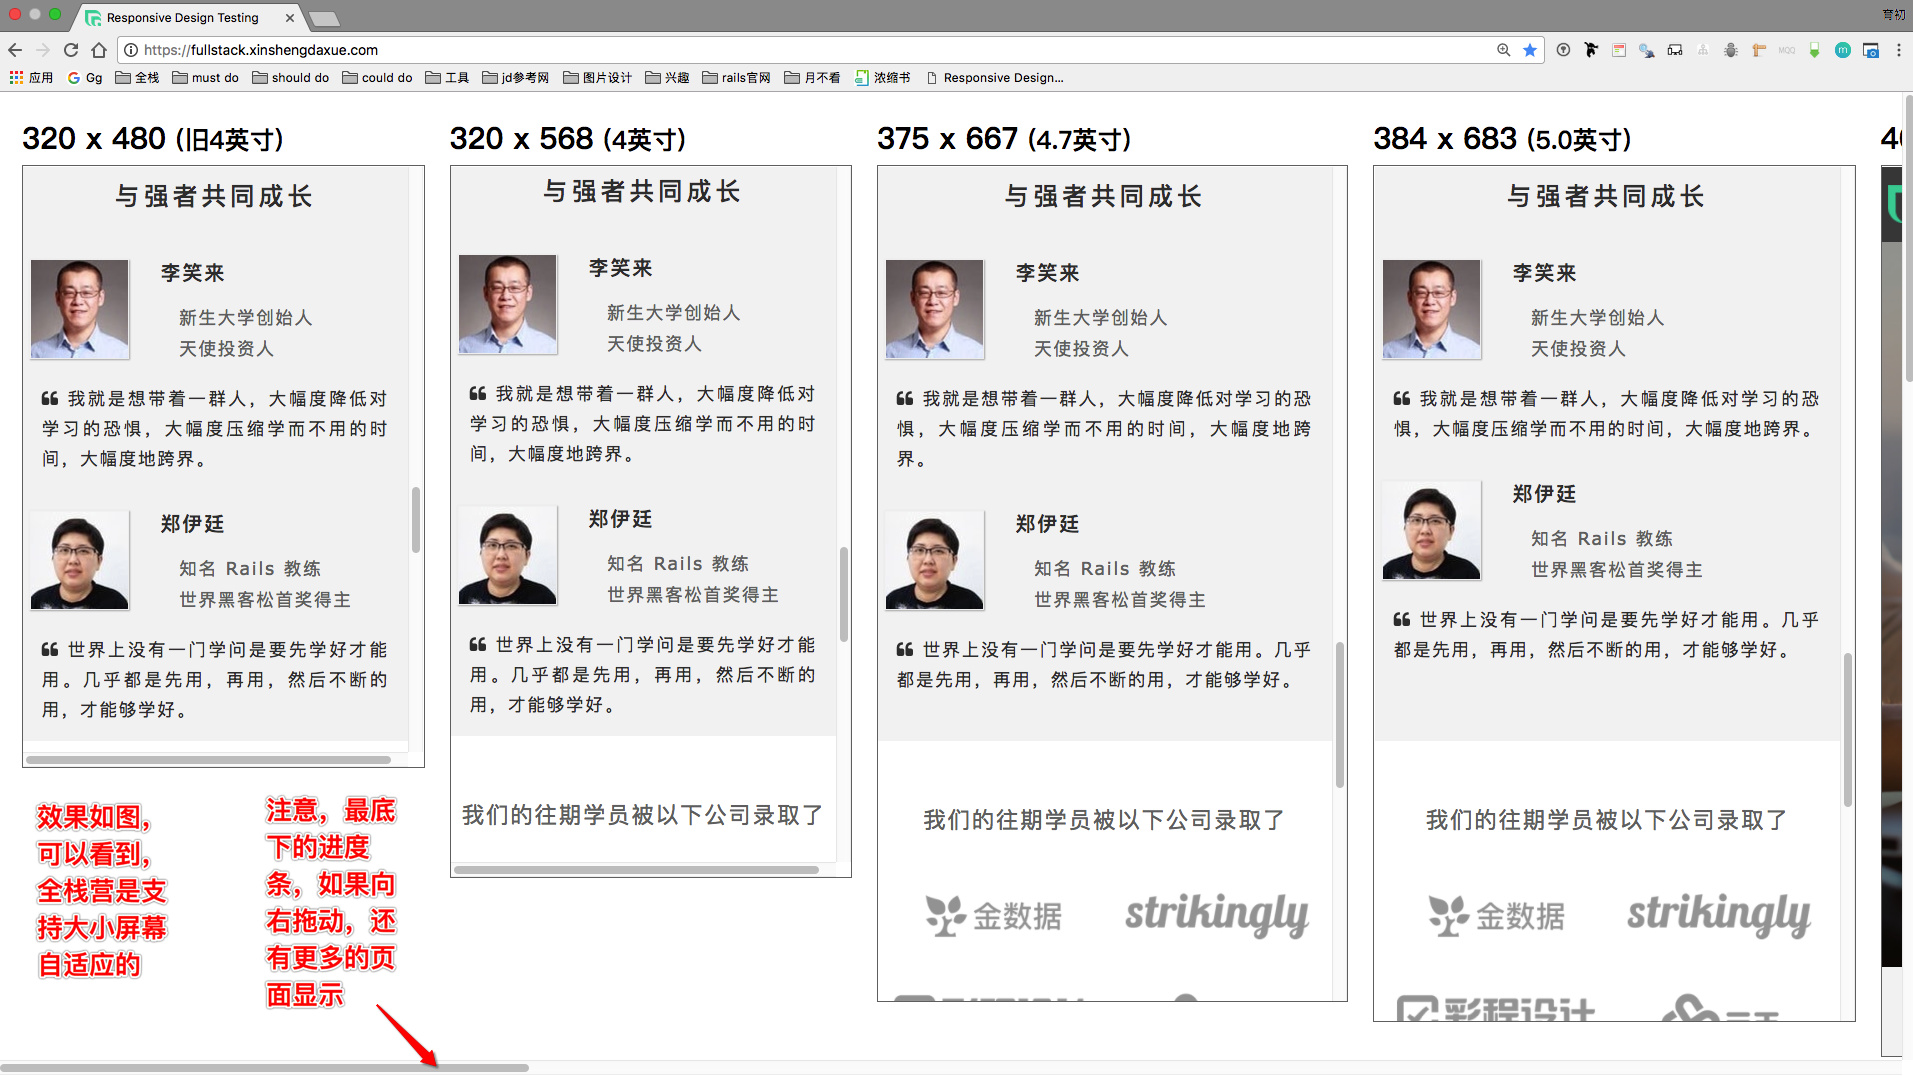 Responsive Design Testing
育初
https://fullstack.xinshengdaxue.com
MQQ
m
应用
Gg
全栈
must do
should do
could do
工具
jd参考网
图片设计
兴趣
rails官网
月不看
浓缩书
Responsive Design...
320 x 480 (旧4英寸)
与强者共同成长
李笑来
新生大学创始人
天使投资人
我就是想带着一群人，大幅度降低对
学习的恐惧，大幅度压缩学而不用的时
间，大幅度地跨界。
郑伊廷
知名 Rails 教练
世界黑客松首奖得主
世界上没有一门学问是要先学好才能
用。几乎都是先用，再用，然后不断的
用，才能够学好。
320 x 568 (4英寸)
与强者共同成长
李笑来
新生大学创始人
天使投资人
我就是想带着一群人，大幅度降低对
学习的恐惧，大幅度压缩学而不用的时
间，大幅度地跨界。
郑伊廷
知名 Rails 教练
世界黑客松首奖得主
世界上没有一门学问是要先学好才能
用。几乎都是先用，再用，然后不断的
用，才能够学好。
我们的往期学员被以下公司录取了
375 x 667 (4.7英寸)
与强者共同成长
李笑来
新生大学创始人
天使投资人
我就是想带着一群人，大幅度降低对学习的恐
惧，大幅度压缩学而不用的时间，大幅度地跨
界。
郑伊廷
知名 Rails 教练
世界黑客松首奖得主
世界上没有一门学问是要先学好才能用。几乎
都是先用，再用，然后不断的用，才能够学好。
我们的往期学员被以下公司录取了
金数据
strikingly
384 x 683 (5.0英寸)
与强者共同成长
李笑来
新生大学创始人
天使投资人
我就是想带着一群人，大幅度降低对学习的恐
惧，大幅度压缩学而不用的时间，大幅度地跨界。
郑伊廷
知名 Rails 教练
世界黑客松首奖得主
世界上没有一门学问是要先学好才能用。几乎
都是先用，再用，然后不断的用，才能够学好。
我们的往期学员被以下公司录取了
金数据
strikingly
彩程设计
效果如图，
可以看到，
全栈营是支
持大小屏幕
自适应的
注意，最底
下的进度
条，如果向
右拖动，还
有更多的页
面显示